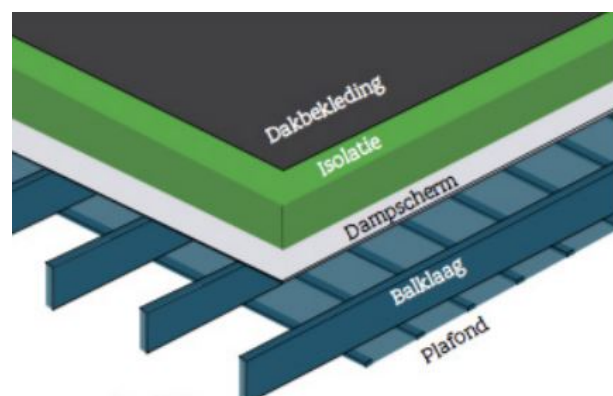 Dakbekleding
Isolatie
Dampscherm
Balklaag
Plafond